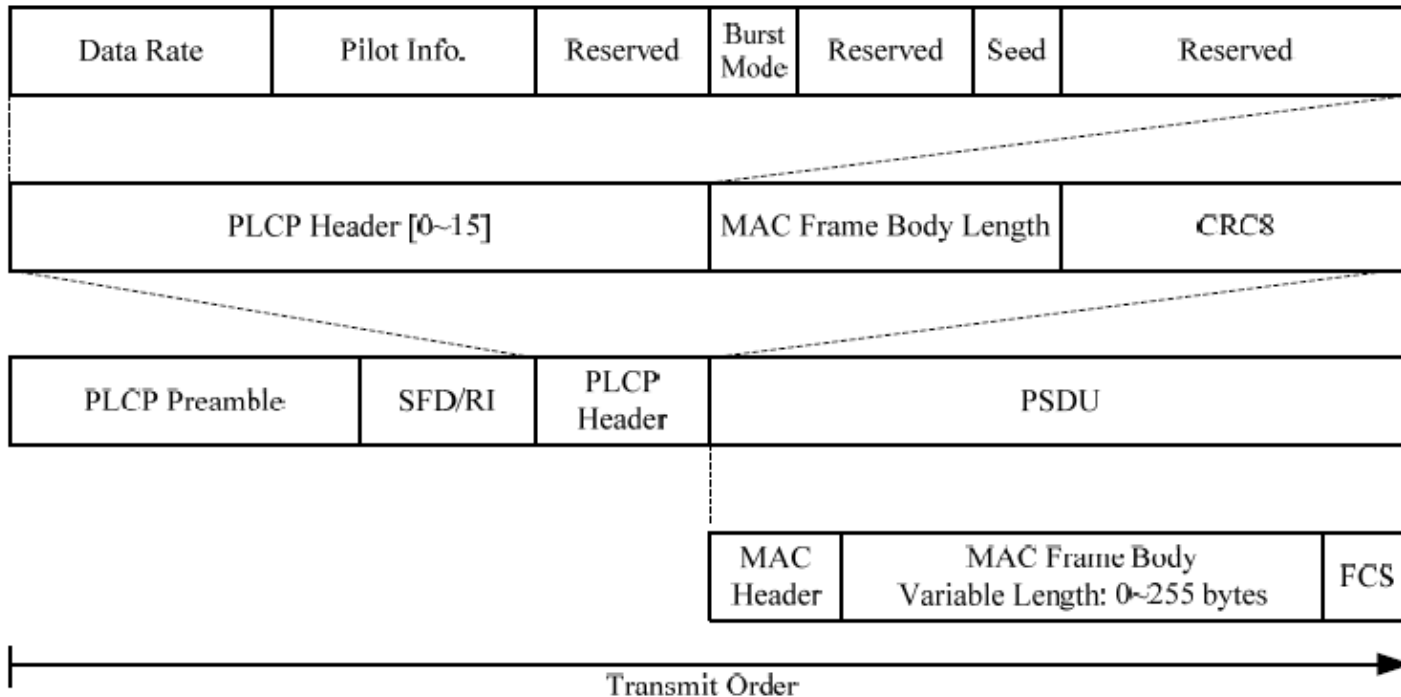 Data Rate
Pilot Info.
Reserved
Burst
Mode
Reserved
Seed
Reserved
PLCP Header [0~15]
MAC Frame Body Length
CRC8
PLCP Preamble
SFD/RI
PLCP
Header
PSDU
MAC
Header
MAC Frame Body
Variable Length: 0~255 bytes
FCS
Transmit Order